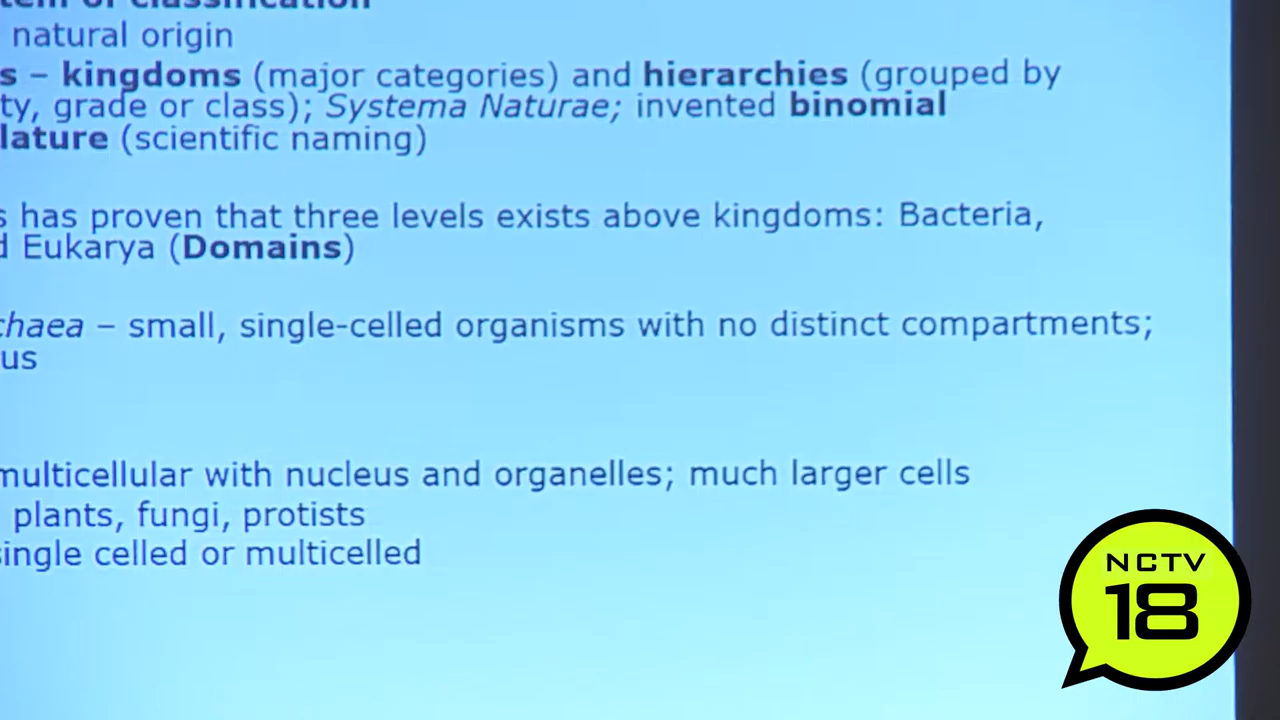 of classification
natural origin
s – kingdoms (major categories) and hierarchies (grouped by
ty, grade or class); Systema Naturae; invented binomial
lature (scientific naming)
s has proven that three levels exists above kingdoms: Bacteria,
d Eukarya (Domains)
chaea – small, single-celled organisms with no distinct compartments;
us
multicellular with nucleus and organelles; much larger cells
plants, fungi, protists
single celled or multicelled
NCTV
18